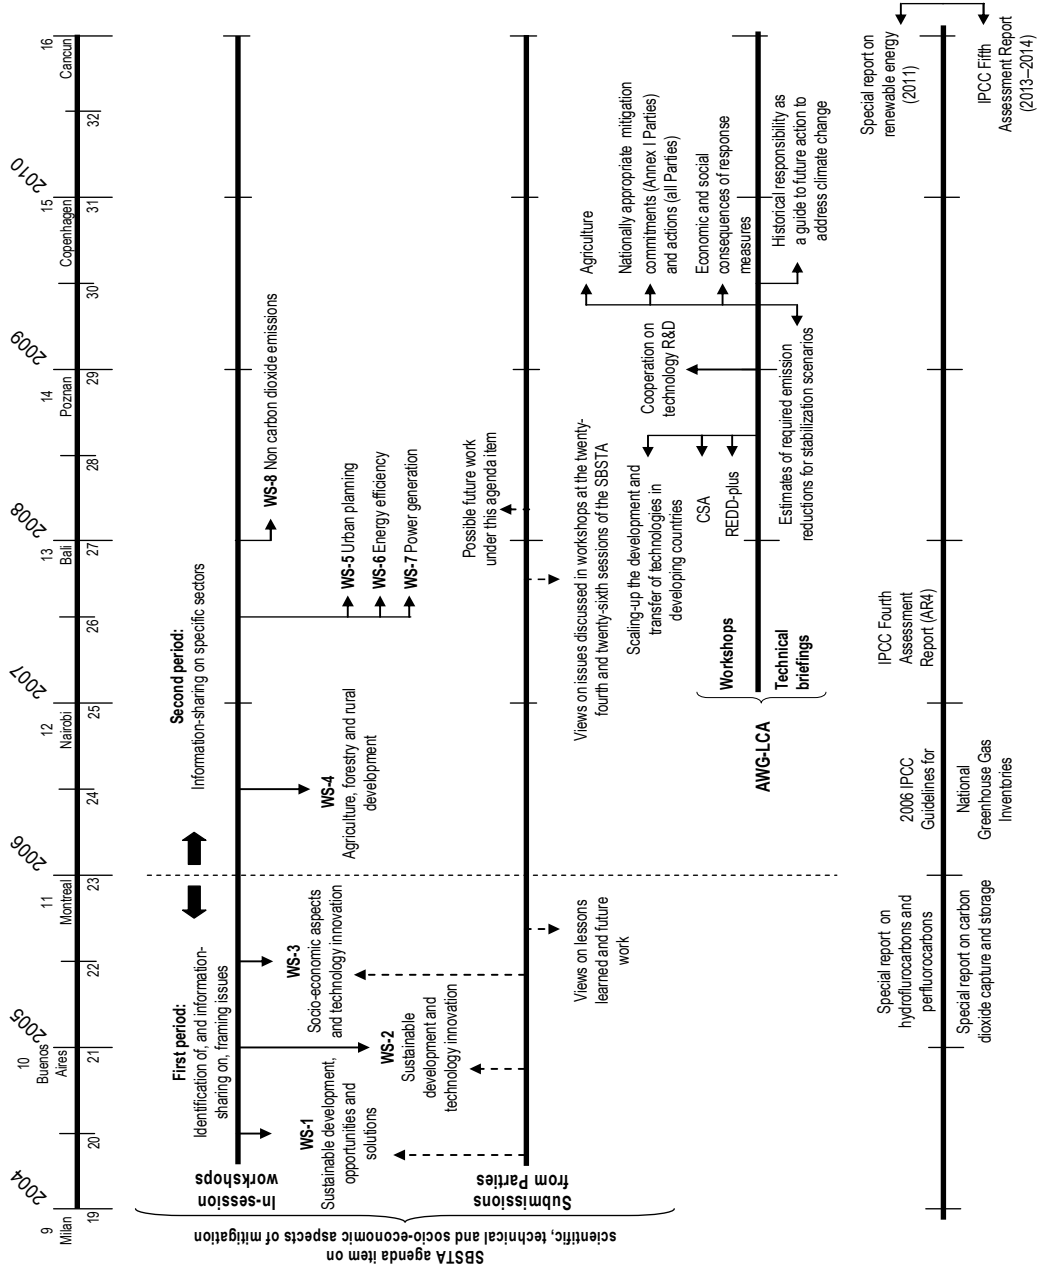 2004
2005
2006
2007
2008
2009
2010
9
Milan
10
Buenos
Aires
11
Montreal
12
Nairobi
13
Bali
14
Poznan
15
Copenhagen
16
Cancun
19
20
21
22
23
24
25
26
27
28
29
30
31
32
SBSTA agenda item on
scientific, technical and socio-economic aspects of mitigation
In-session
workshops
First period:
Identification of, and information-
sharing on, framing issues
Second period:
Information-sharing on specific sectors
WS-1
Sustainable development,
opportunities and
solutions
WS-2
Sustainable
development and
technology innovation
WS-3
Socio-economic aspects
and technology innovation
WS-4
Agriculture, forestry and rural
development
WS-5 Urban planning
WS-6 Energy efficiency
WS-7 Power generation
WS-8 Non carbon dioxide emissions
Submissions
from Parties
Views on lessons
learned and future
work
Possible future work
under this agenda item
Views on issues discussed in workshops at the twenty-
fourth and twenty-sixth sessions of the SBSTA
AWG-LCA
Workshops
Technical
briefings
Scaling-up the development and
transfer of technologies in
developing countries
CSA
REDD-plus
Cooperation on
technology R&D
Agriculture
Nationally appropriate mitigation
commitments (Annex I Parties)
and actions (all Parties)
Economic and social
consequences of response
measures
Estimates of required emission
reductions for stabilization scenarios
Historical responsibility as
a guide to future action to
address climate change
Special report on
hydroflurocarbons and
perfluorocarbons
Special report on carbon
dioxide capture and storage
2006 IPCC
Guidelines for
National
Greenhouse Gas
Inventories
IPCC Fourth
Assessment
Report (AR4)
Special report on
renewable energy
(2011)
IPCC Fifth
Assessment Report
(2013–2014)